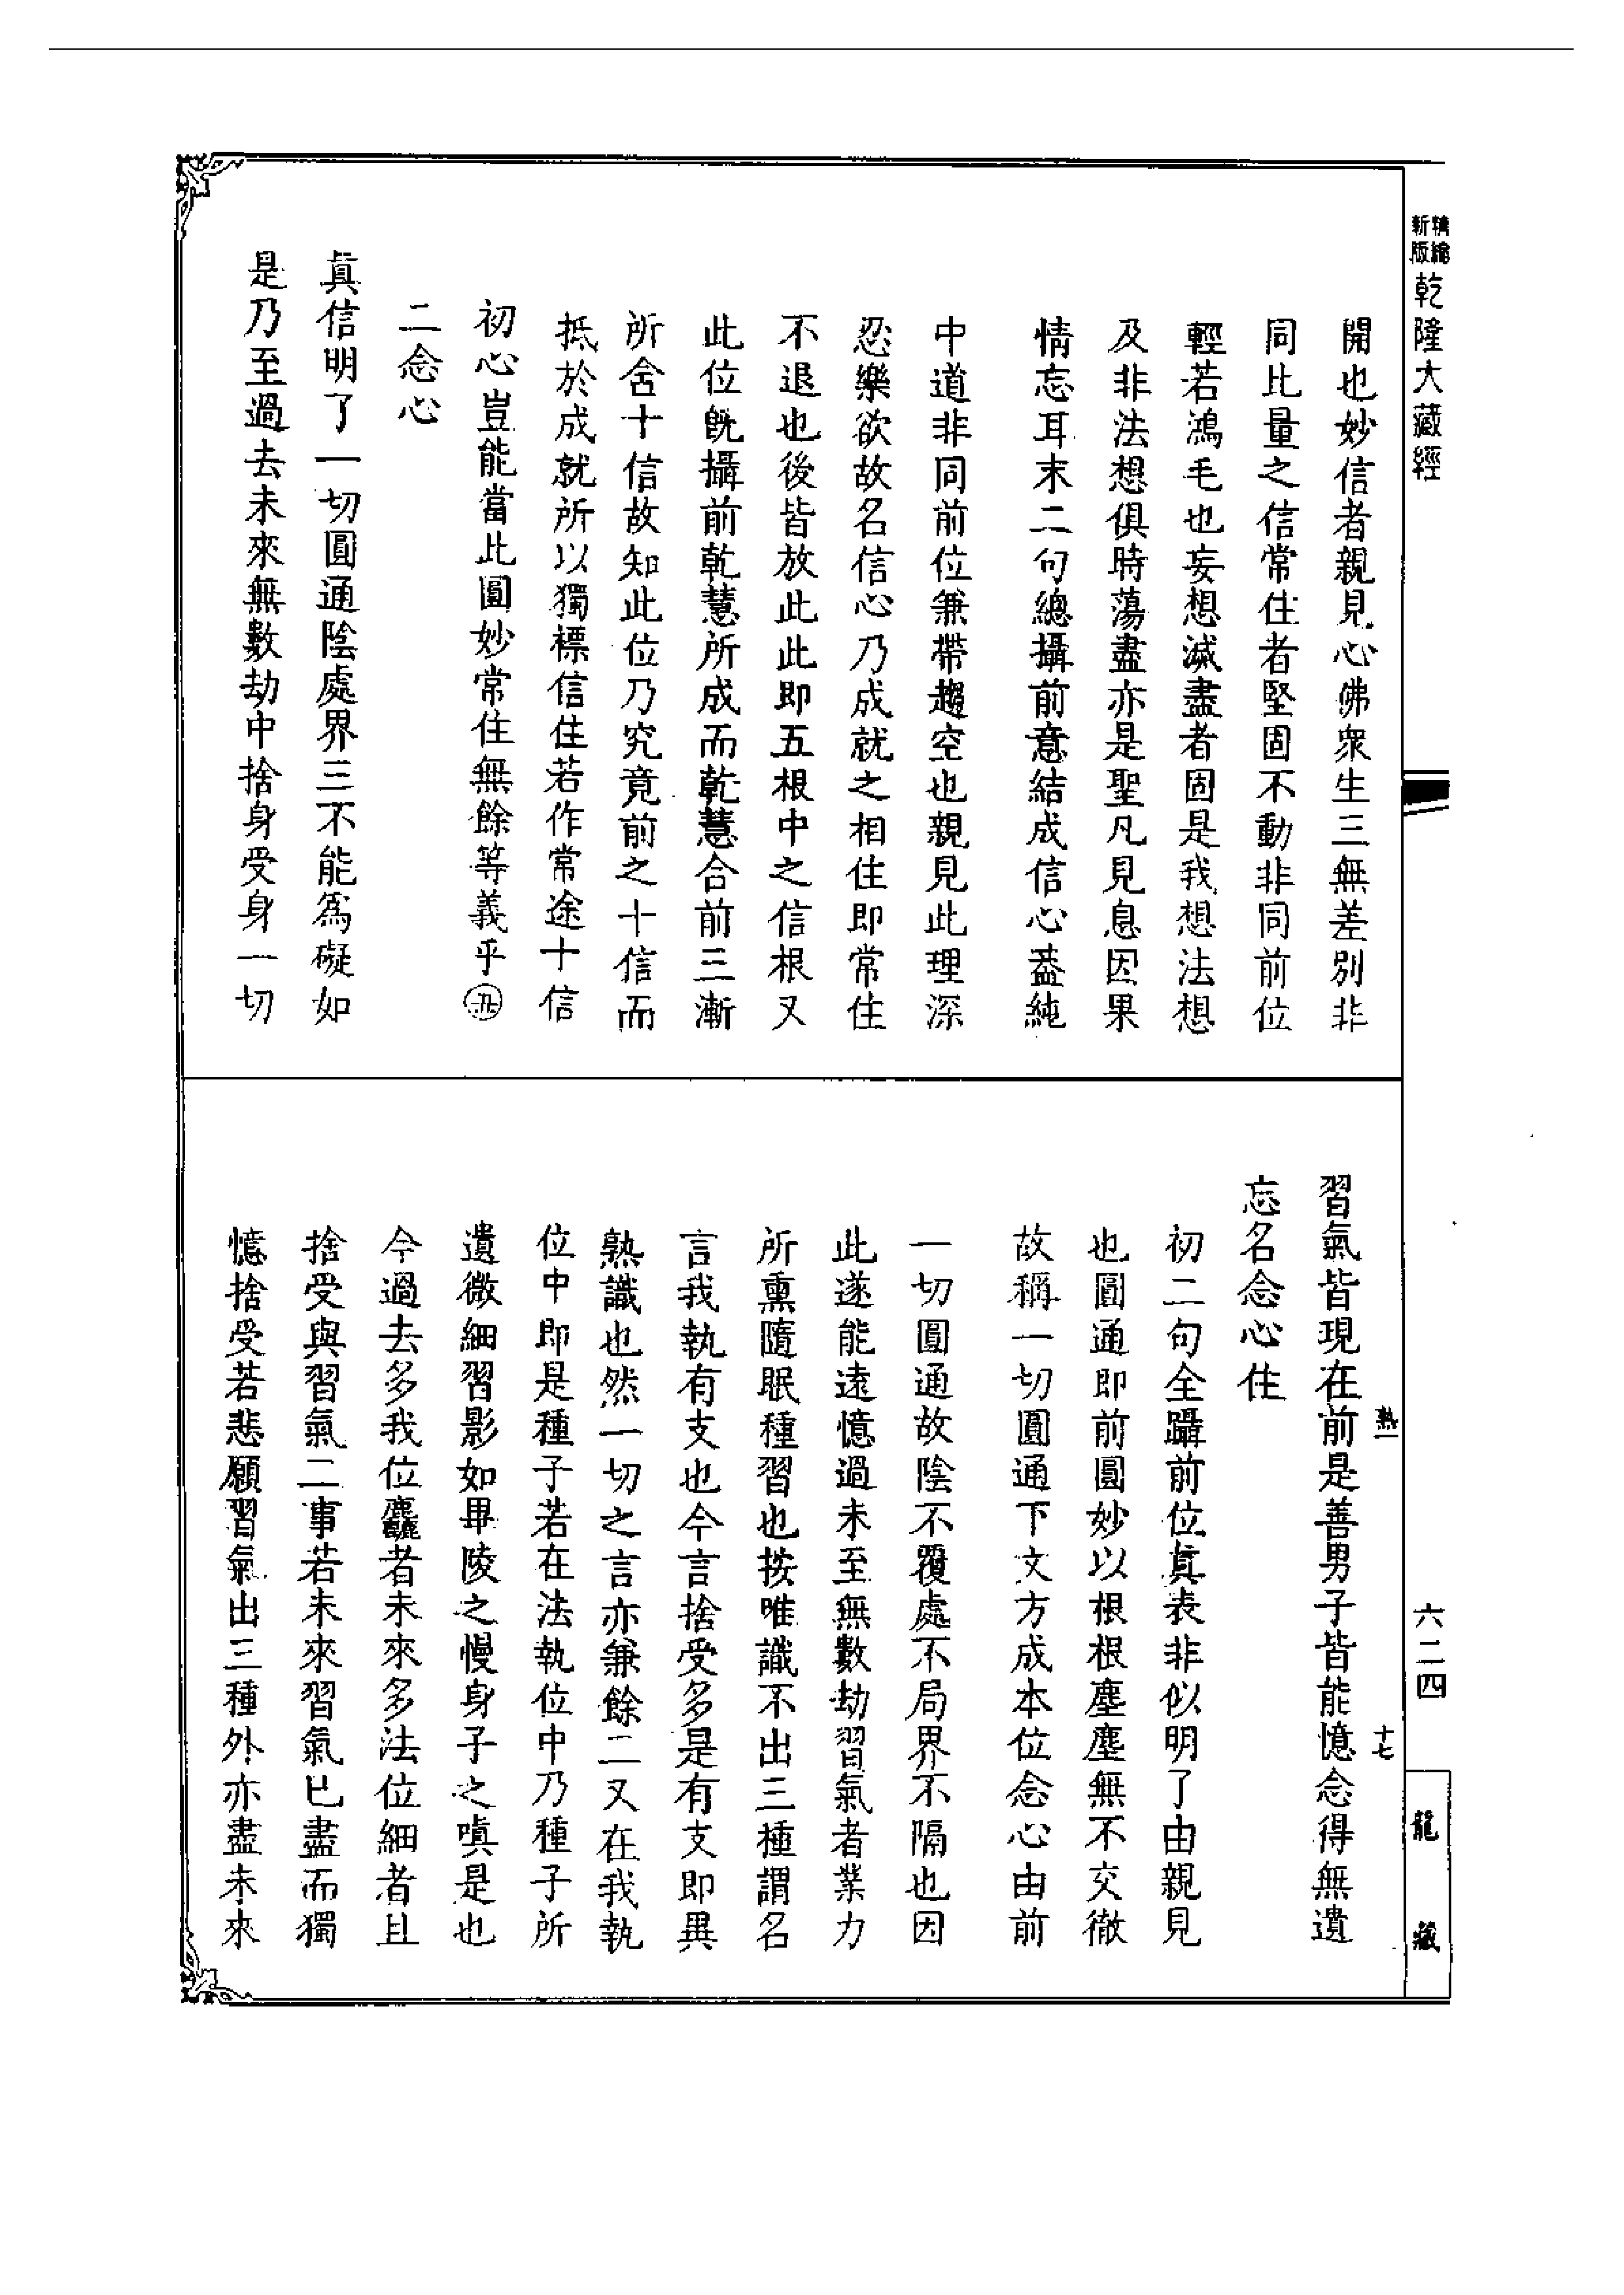 新版精編乾隆大藏經
開也妙信者親見心佛衆生三無差別非
同比量之信常住者堅固不動非同前位
輕若鴻毛也妄想滅盡者固是我想法想
及非法想俱時蕩盡亦是聖凡見息因果
情忘耳末二句總攝前意結成信心葢純
中道非同前位兼帶趨空也親見此理深
忍樂欲故名信心乃成就之相住即常住
不退也後皆放此此即五根中之信根又
此位旣攝前乾慧所成而乾慧合前三漸
所含十信故知此位乃究竟前之十信而
抵於成就所以獨標信住若作常途十信
初心豈能當此圓妙常住無餘等義乎㊄
二念心
眞信明了一切圓通陰處界三不能爲礙如
是乃至過去未來無數劫中捨身受身一切
習氣皆現在前是善男子皆能憶念得無遺
忘名念心住
初二句全躡前位眞表非似明了由親見
也圓通即前圓妙以根根塵塵無不交徹
故稱一切圓通下文方成本位念心由前
一切圓通故陰不覆處不局界不隔也因
此遂能遠憶過未至無數劫習氣者業力
所熏隨眠種習也按唯識不出三種謂名
言我執有支也今言捨受多是有支即異
熟識也然一切之言亦兼餘二又在我執
位中即是種子若在法執位中乃種子所
遺微細習影如畢陵之慢身子之嗔是也
今過去多我位麤者未來多法位細者且
捨受與習氣二事若未來習氣已盡而獨
憶捨受若悲願習氣出三種外亦盡未來
熟一
十七
六二四
龍藏